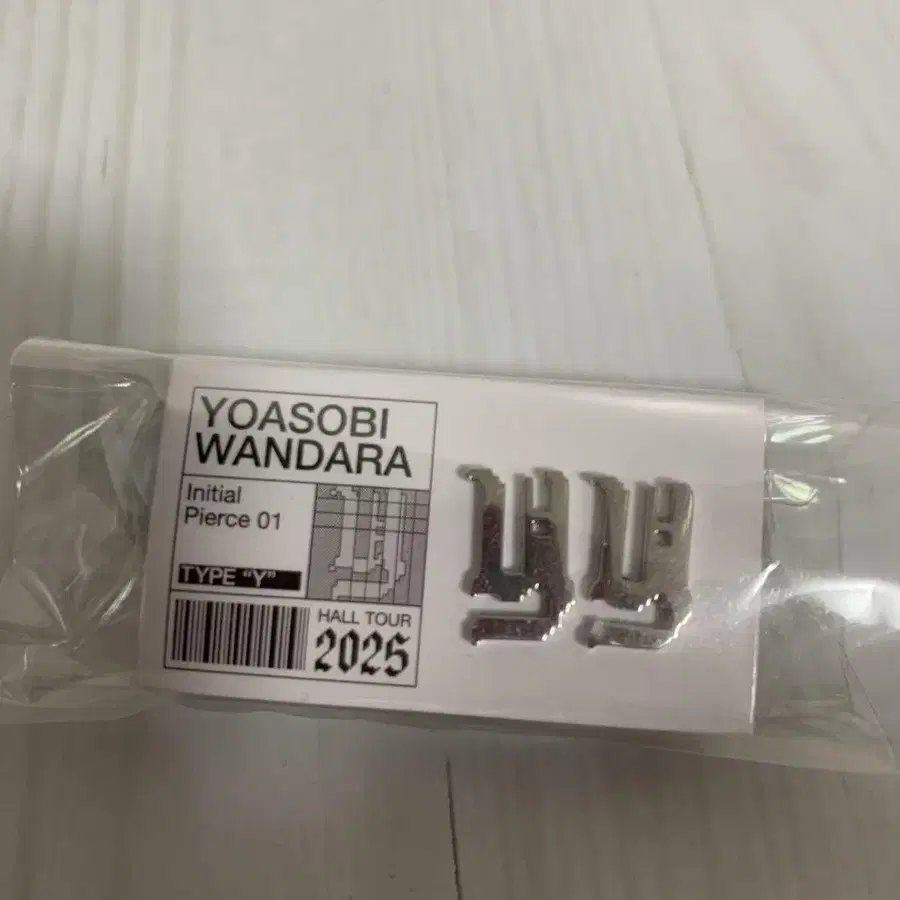 YOASOBI
WANDARA
Initial
Pierce 01
TYPE “Y”
HALL TOUR
2025
y y